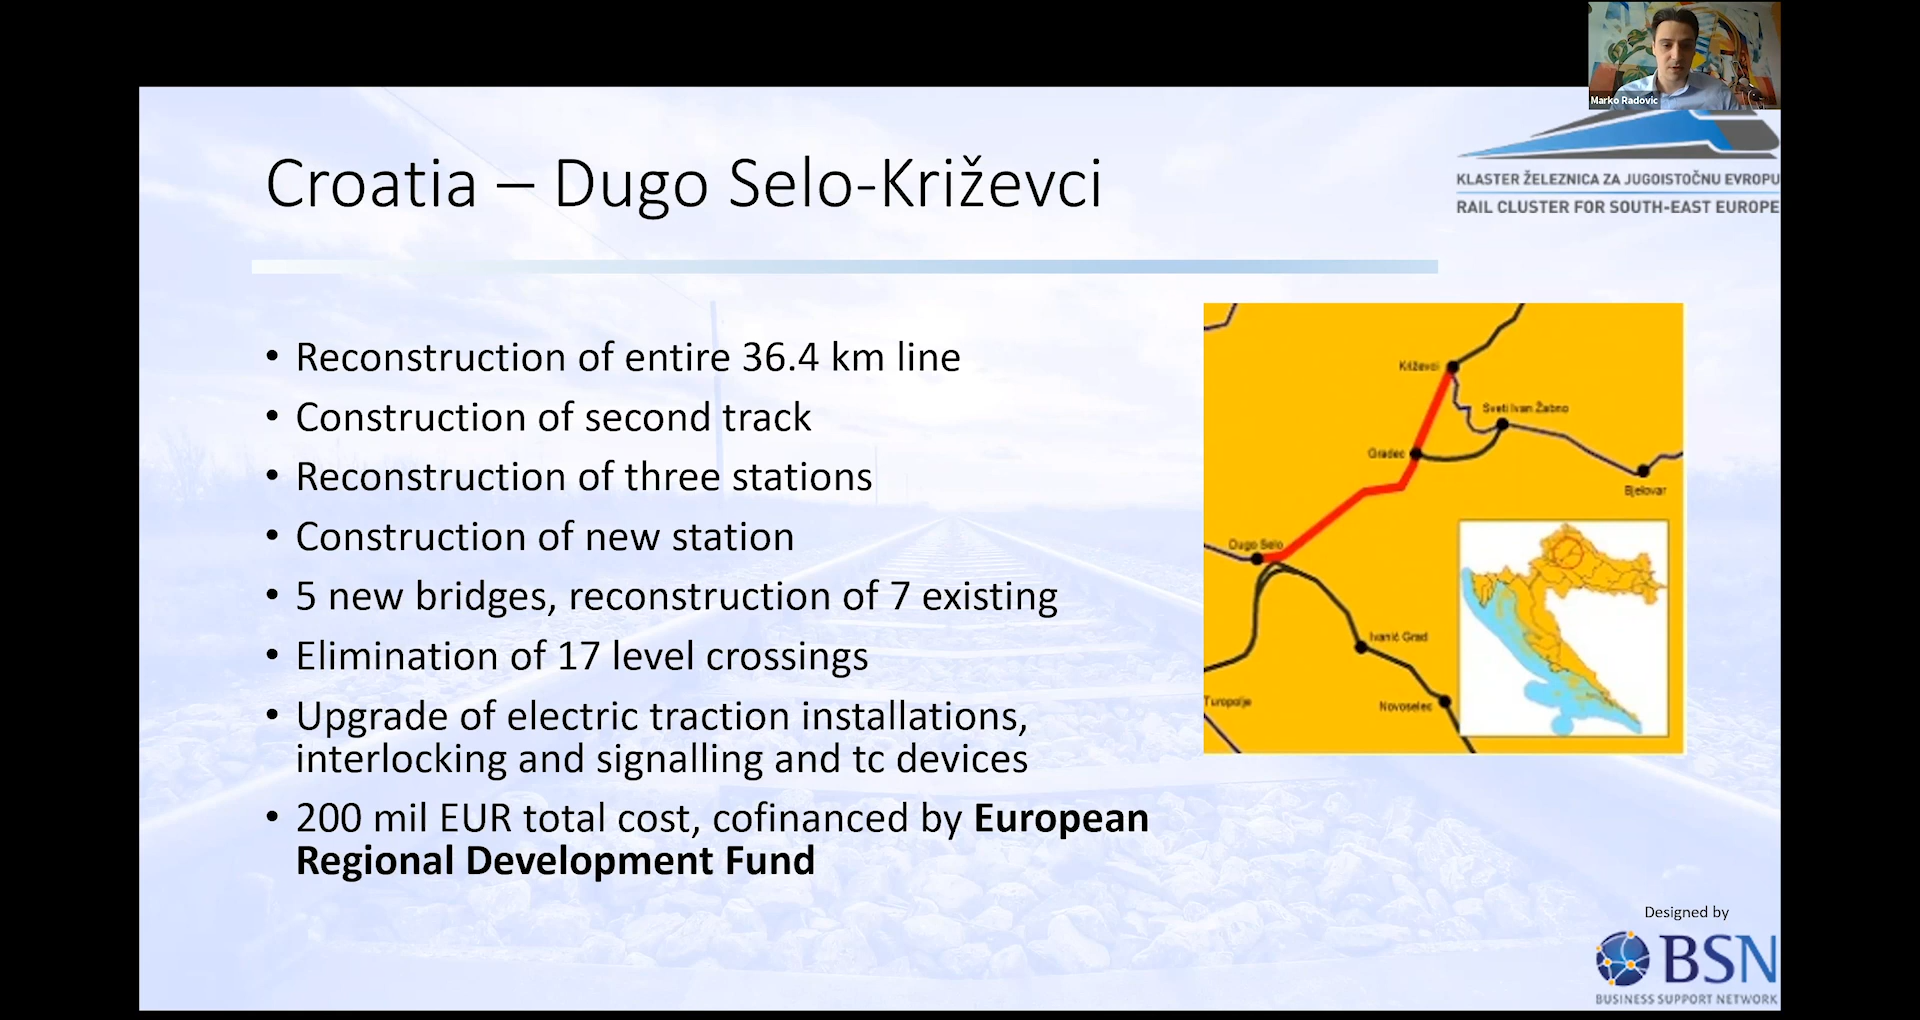 Marko Radovic
Croatia – Dugo Selo-Križevci
KLASTER ŽELEZNICA ZA JUGOISTOČNU EVROPU
RAIL CLUSTER FOR SOUTH-EAST EUROPE
• Reconstruction of entire 36.4 km line
• Construction of second track
• Reconstruction of three stations
• Construction of new station
• 5 new bridges, reconstruction of 7 existing
• Elimination of 17 level crossings
• Upgrade of electric traction installations,
interlocking and signalling and tc devices
• 200 mil EUR total cost, cofinanced by European
Regional Development Fund
Križevci
Sveti Ivan Žabno
Gradec
Bjelovar
Dugo Selo
Ivanić Grad
Turopolje
Novoselec
Designed by
BSN
BUSINESS SUPPORT NETWORK